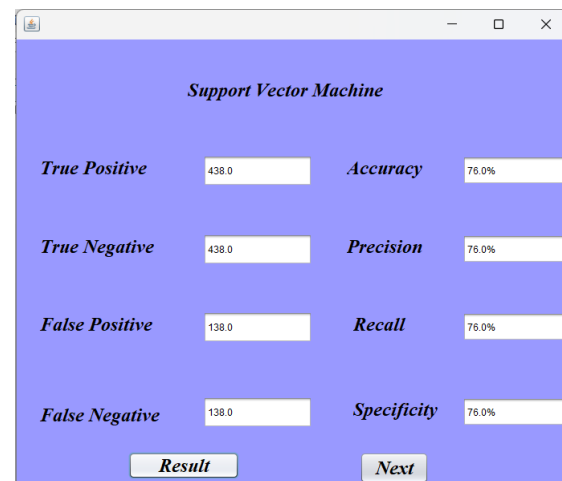 Support Vector Machine
True Positive 438.0 Accuracy 76.0%
True Negative 438.0 Precision 76.0%
False Positive 138.0 Recall 76.0%
False Negative 138.0 Specificity 76.0%
Result Next